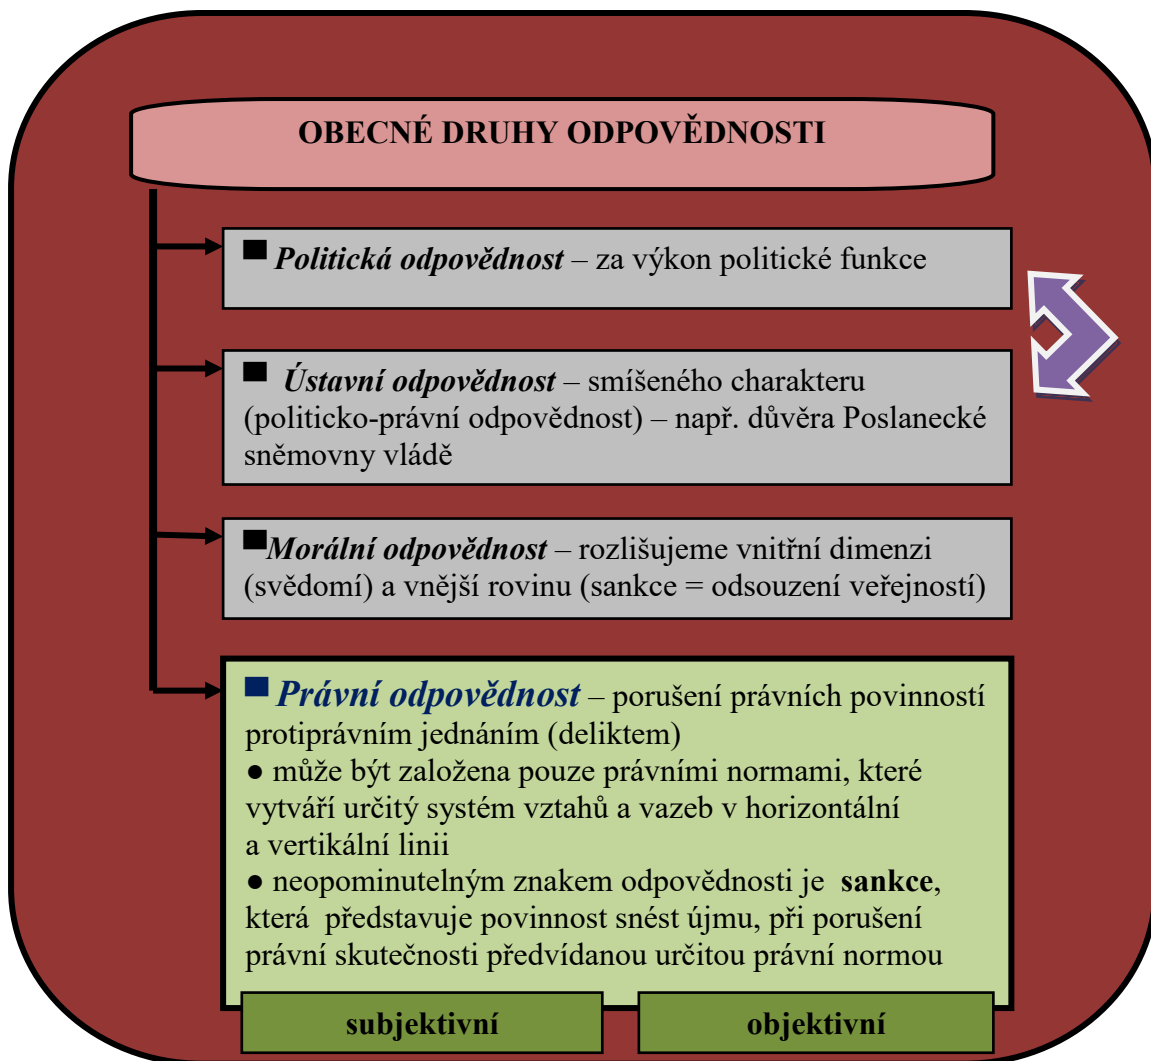 OBECNÉ DRUHY ODPOVĚDNOSTI
■ Politická odpovědnost – za výkon politické funkce
■ Ústavní odpovědnost – smíšeného charakteru
(politicko-právní odpovědnost) – např. důvěra Poslanecké
sněmovny vládě
■Morální odpovědnost – rozlišujeme vnitřní dimenzi
(svědomí) a vnější rovinu (sankce = odsouzení veřejností)
■ Právní odpovědnost – porušení právních povinností
protiprávním jednáním (deliktem)
● může být založena pouze právními normami, které
vytváří určitý systém vztahů a vazeb v horizontální
a vertikální linii
● neopominutelným znakem odpovědnosti je sankce,
která představuje povinnost snést újmu, při porušení
právní skutečnosti předvídanou určitou právní normou
subjektivní
objektivní